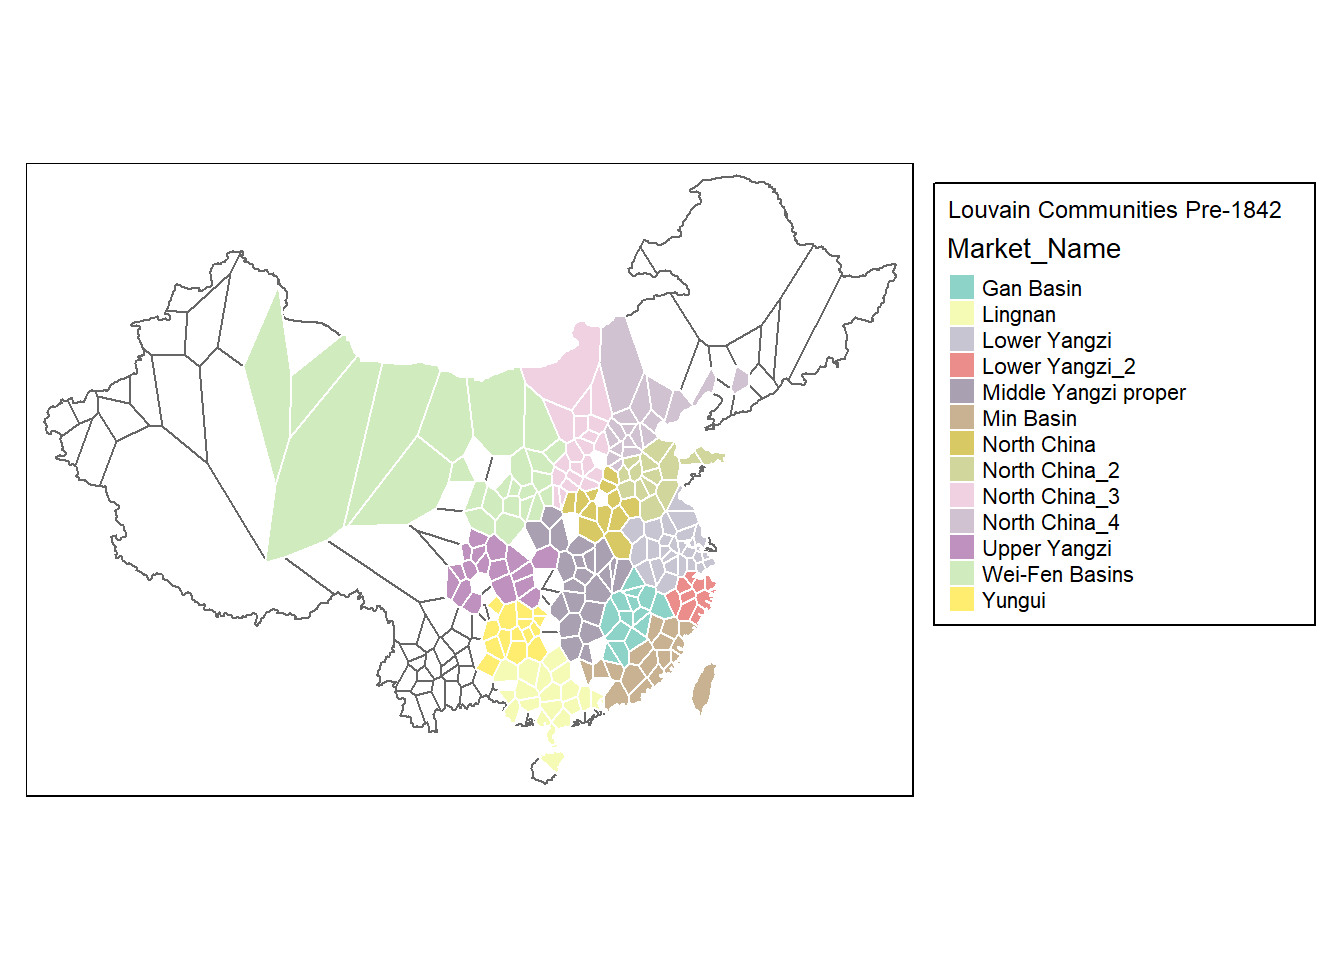 Louvain Communities Pre-1842
Market_Name
Gan Basin
Lingnan
Lower Yangzi
Lower Yangzi_2
Middle Yangzi proper
Min Basin
North China
North China_2
North China_3
North China_4
Upper Yangzi
Wei-Fen Basins
Yungui